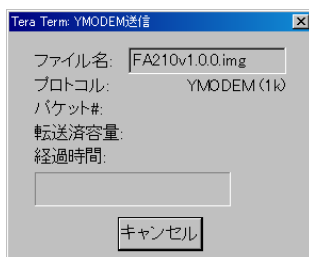 Tera Term: YMODEM送信
ファイル名: FA210v1.0.0.img
プロトコル: YMODEM (1k)
パケット#:
転送済容量:
経過時間:
キャンセル